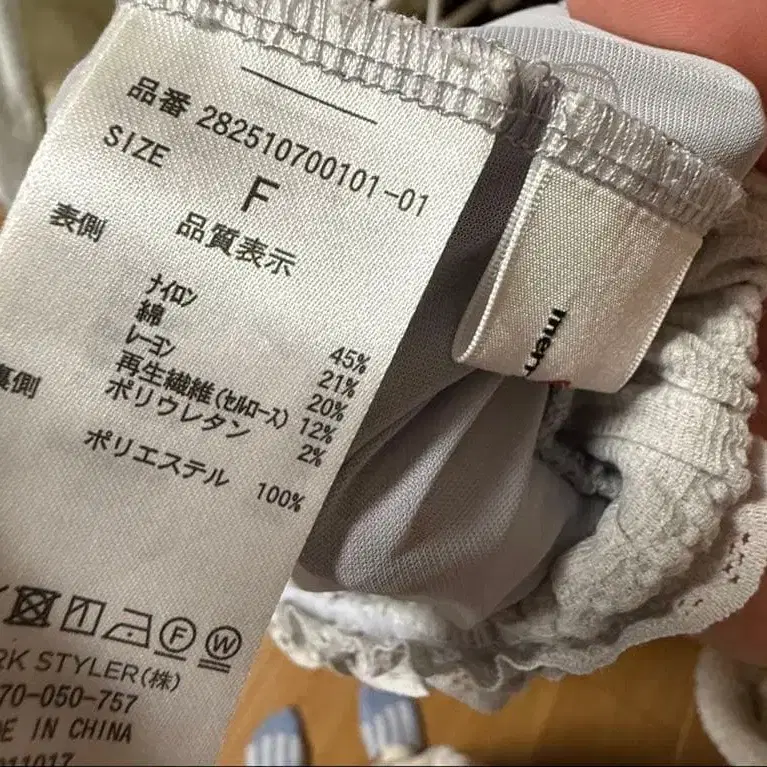 品番 282510700101-01
SIZE
F
品質表示
表側
ナイロン 45%
綿 21%
レーヨン 20%
再生繊維(セルロース) 12%
ポリウレタン 2%
裏側
ポリエステル 100%
F W
RK STYLER(株)
70-050-757
E IN CHINA
merr